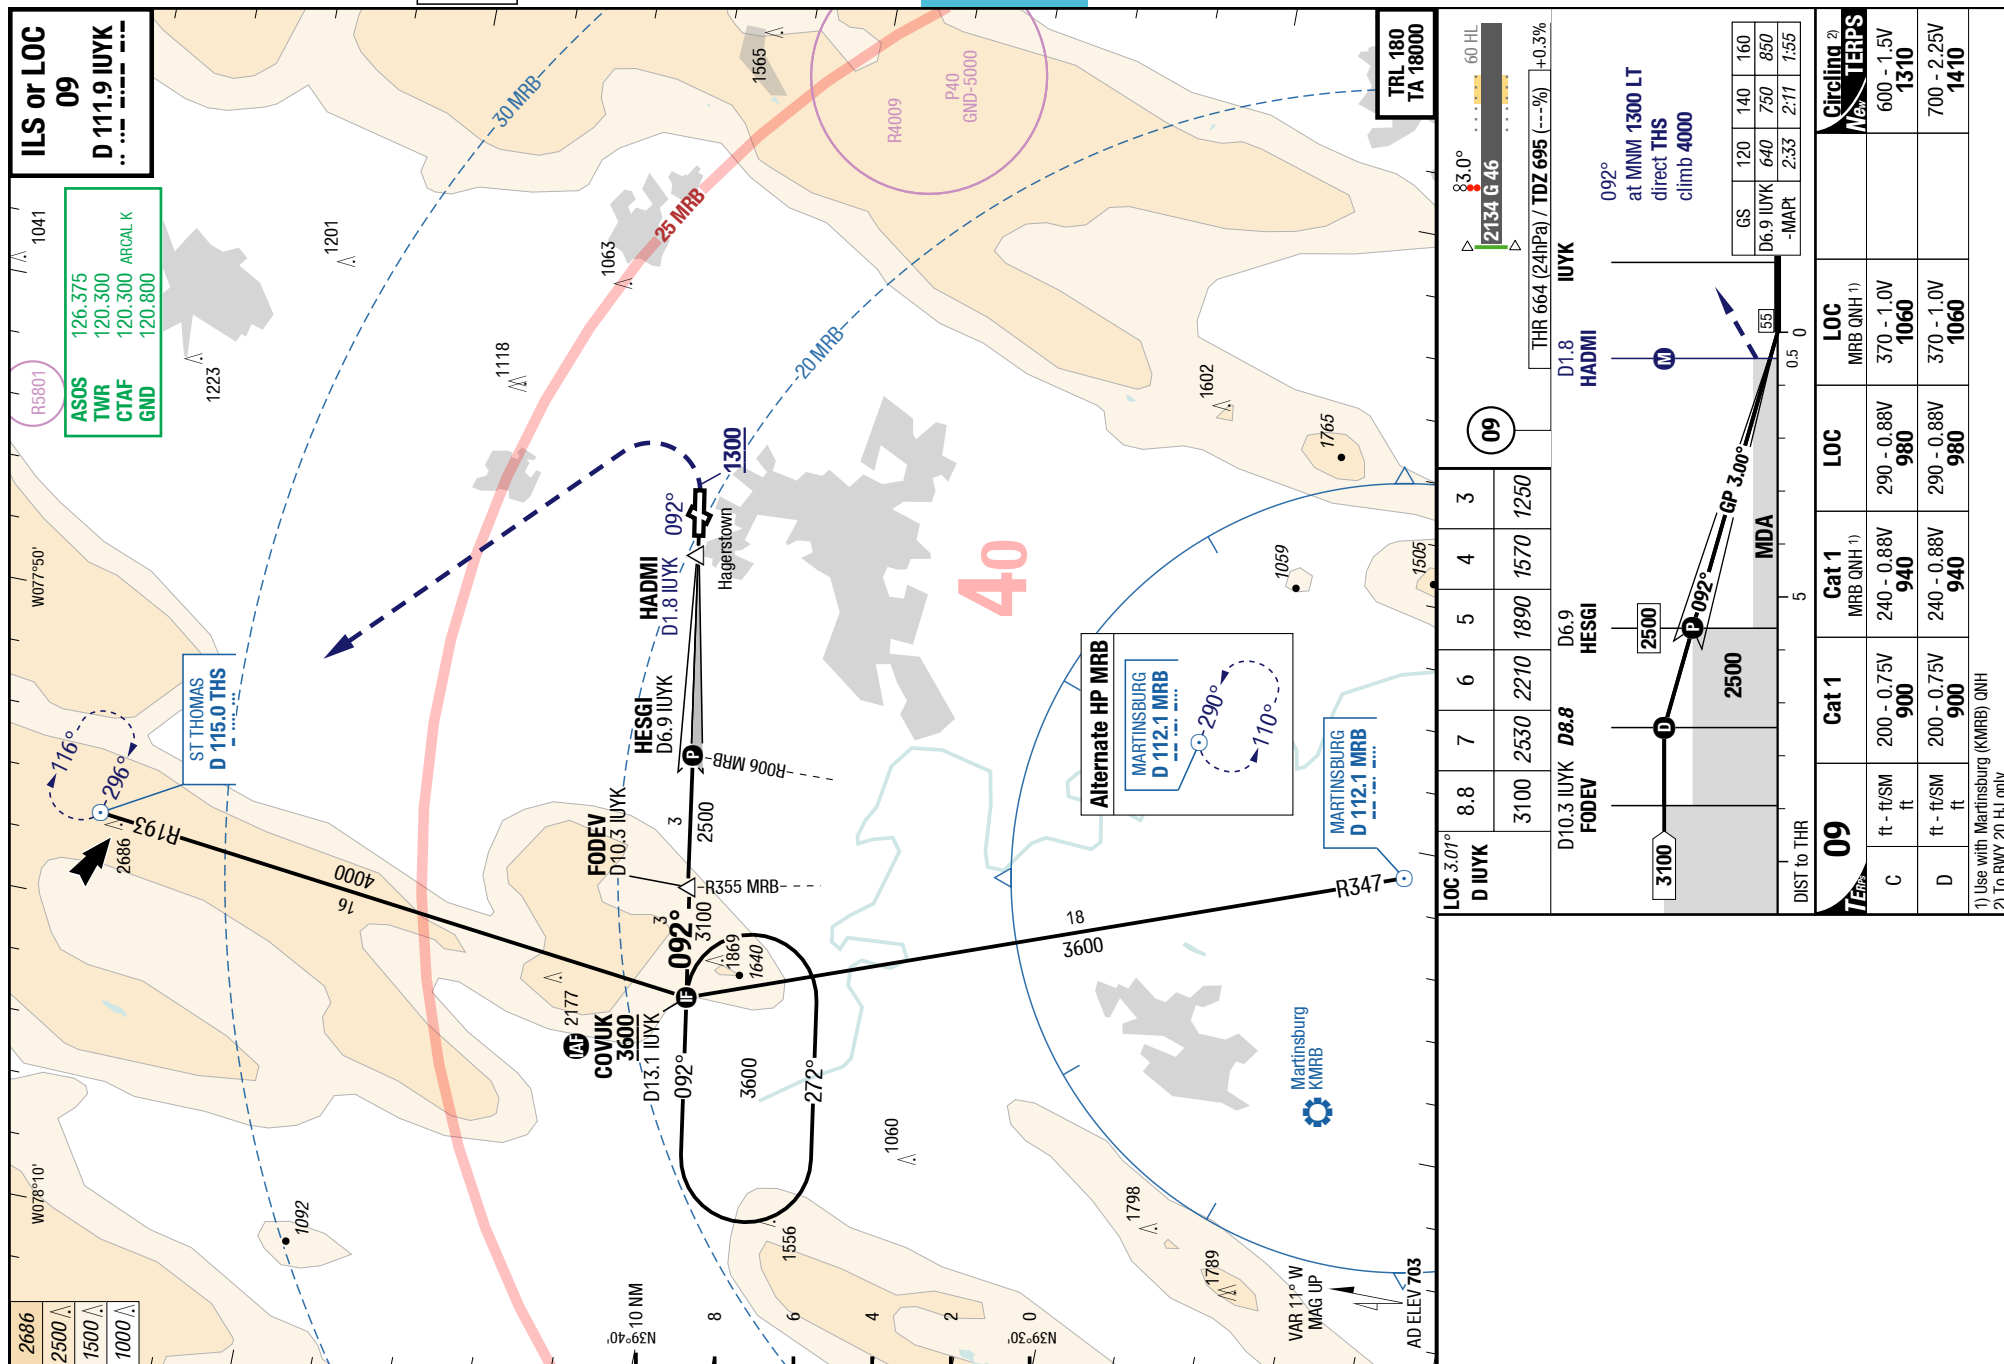 ILS or LOC
09
D 111.9 IUYK
ASOS 126.375
TWR 120.300
CTAF 120.300 ARCAL K
GND 120.800
R5801
1041
1223
1201
1118
1063
1565
30 MRB
25 MRB
20 MRB
R4009
P40
GND-5000
TRL 180
TA 18000
1602
1765
1059
1505
W077°50'
W078°10'
ST THOMAS
D 115.0 THS
116°
296°
R193
2686
4000
16
1300
092°
HADMI
D1.8 IUYK
Hagerstown
40
HESGI
D6.9 IUYK
R006 MRB
3
2500
FODEV
D10.3 IUYK
R355 MRB
3
3100
092°
1869
1640
IF
IAF
2177
COVUK
3600
D13.1 IUYK
092°
3600
272°
18
3600
R347
Alternate HP MRB
MARTINSBURG
D 112.1 MRB
290°
110°
MARTINSBURG
D 112.1 MRB
Martinsburg
KMRB
1092
1060
1556
1798
1789
2686
2500
1500
1000
N39°40'
10 NM
8
6
4
2
0
N39°30'
VAR 11° W
MAG UP
AD ELEV 703
LOC 3.01°
D IUYK
8.8 7 6 5 4 3
3100 2530 2210 1890 1570 1250
09
3.0°
60 HL
2134 G 46
THR 664 (24hPa) / TDZ 695 (---%) +0.3%
D10.3 IUYK D8.8 D6.9 D1.8 IUYK
FODEV HESGI HADMI
3100
D
2500
P
092°
GP 3.00°
2500
MDA
M
55
092°
at MNM 1300 LT
direct THS
climb 4000
GS 120 140 160
D6.9 IUYK 640 750 850
-MAPt 2:33 2:11 1:55
DIST to THR
5
0.5
0
TERPS
09
Cat 1
Cat 1
MRB QNH 1)
LOC
LOC
MRB QNH 1)
Circling 2)
New TERPS
C ft - ft/SM 200 - 0.75V 240 - 0.88V 290 - 0.88V 370 - 1.0V 600 - 1.5V
ft 900 940 980 1060 1310
D ft - ft/SM 200 - 0.75V 240 - 0.88V 290 - 0.88V 370 - 1.0V 700 - 2.25V
ft 900 940 980 1060 1410
1) Use with Martinsburg (KMRB) QNH
2) To RWY 20 HJ only